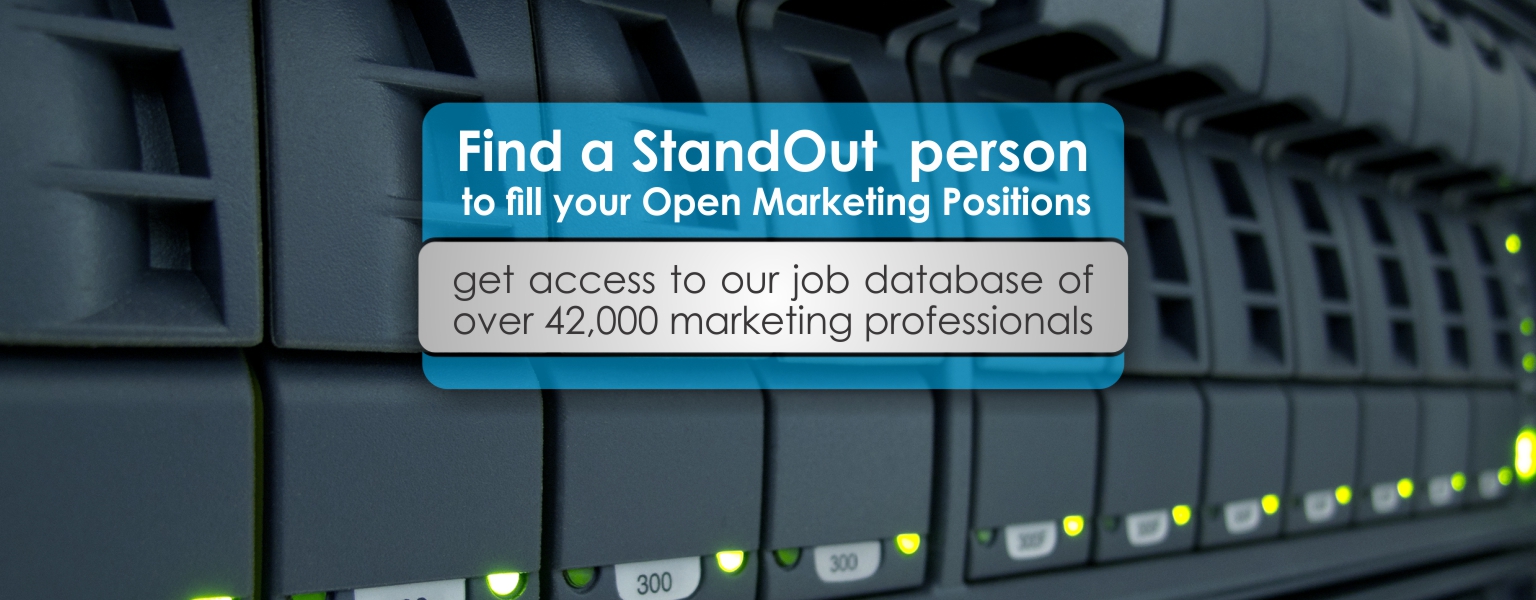 Find a StandOut person
to fill your Open Marketing Positions
get access to our job database of
over 42,000 marketing professionals
300
300